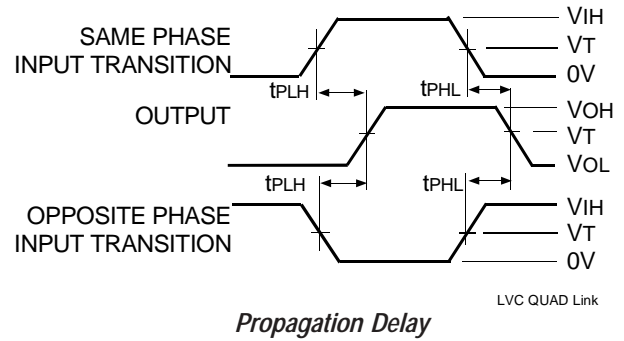 SAME PHASE
INPUT TRANSITION
VIH
VT
0V
tPLH
tPHL
OUTPUT
VOH
VT
VOL
tPLH
tPHL
OPPOSITE PHASE
INPUT TRANSITION
VIH
VT
0V
LVC QUAD Link
Propagation Delay